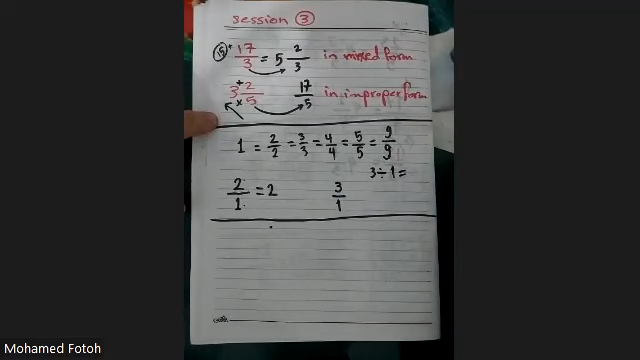 session 3
15 17/3 = 5 2/3 in mixed form
3 2/5 17/5 in improper form
1 = 2/2 = 3/3 = 4/4 = 5/5 = 9/9
3 ÷ 1 =
2/1 = 2 3/1
Mohamed Fotoh